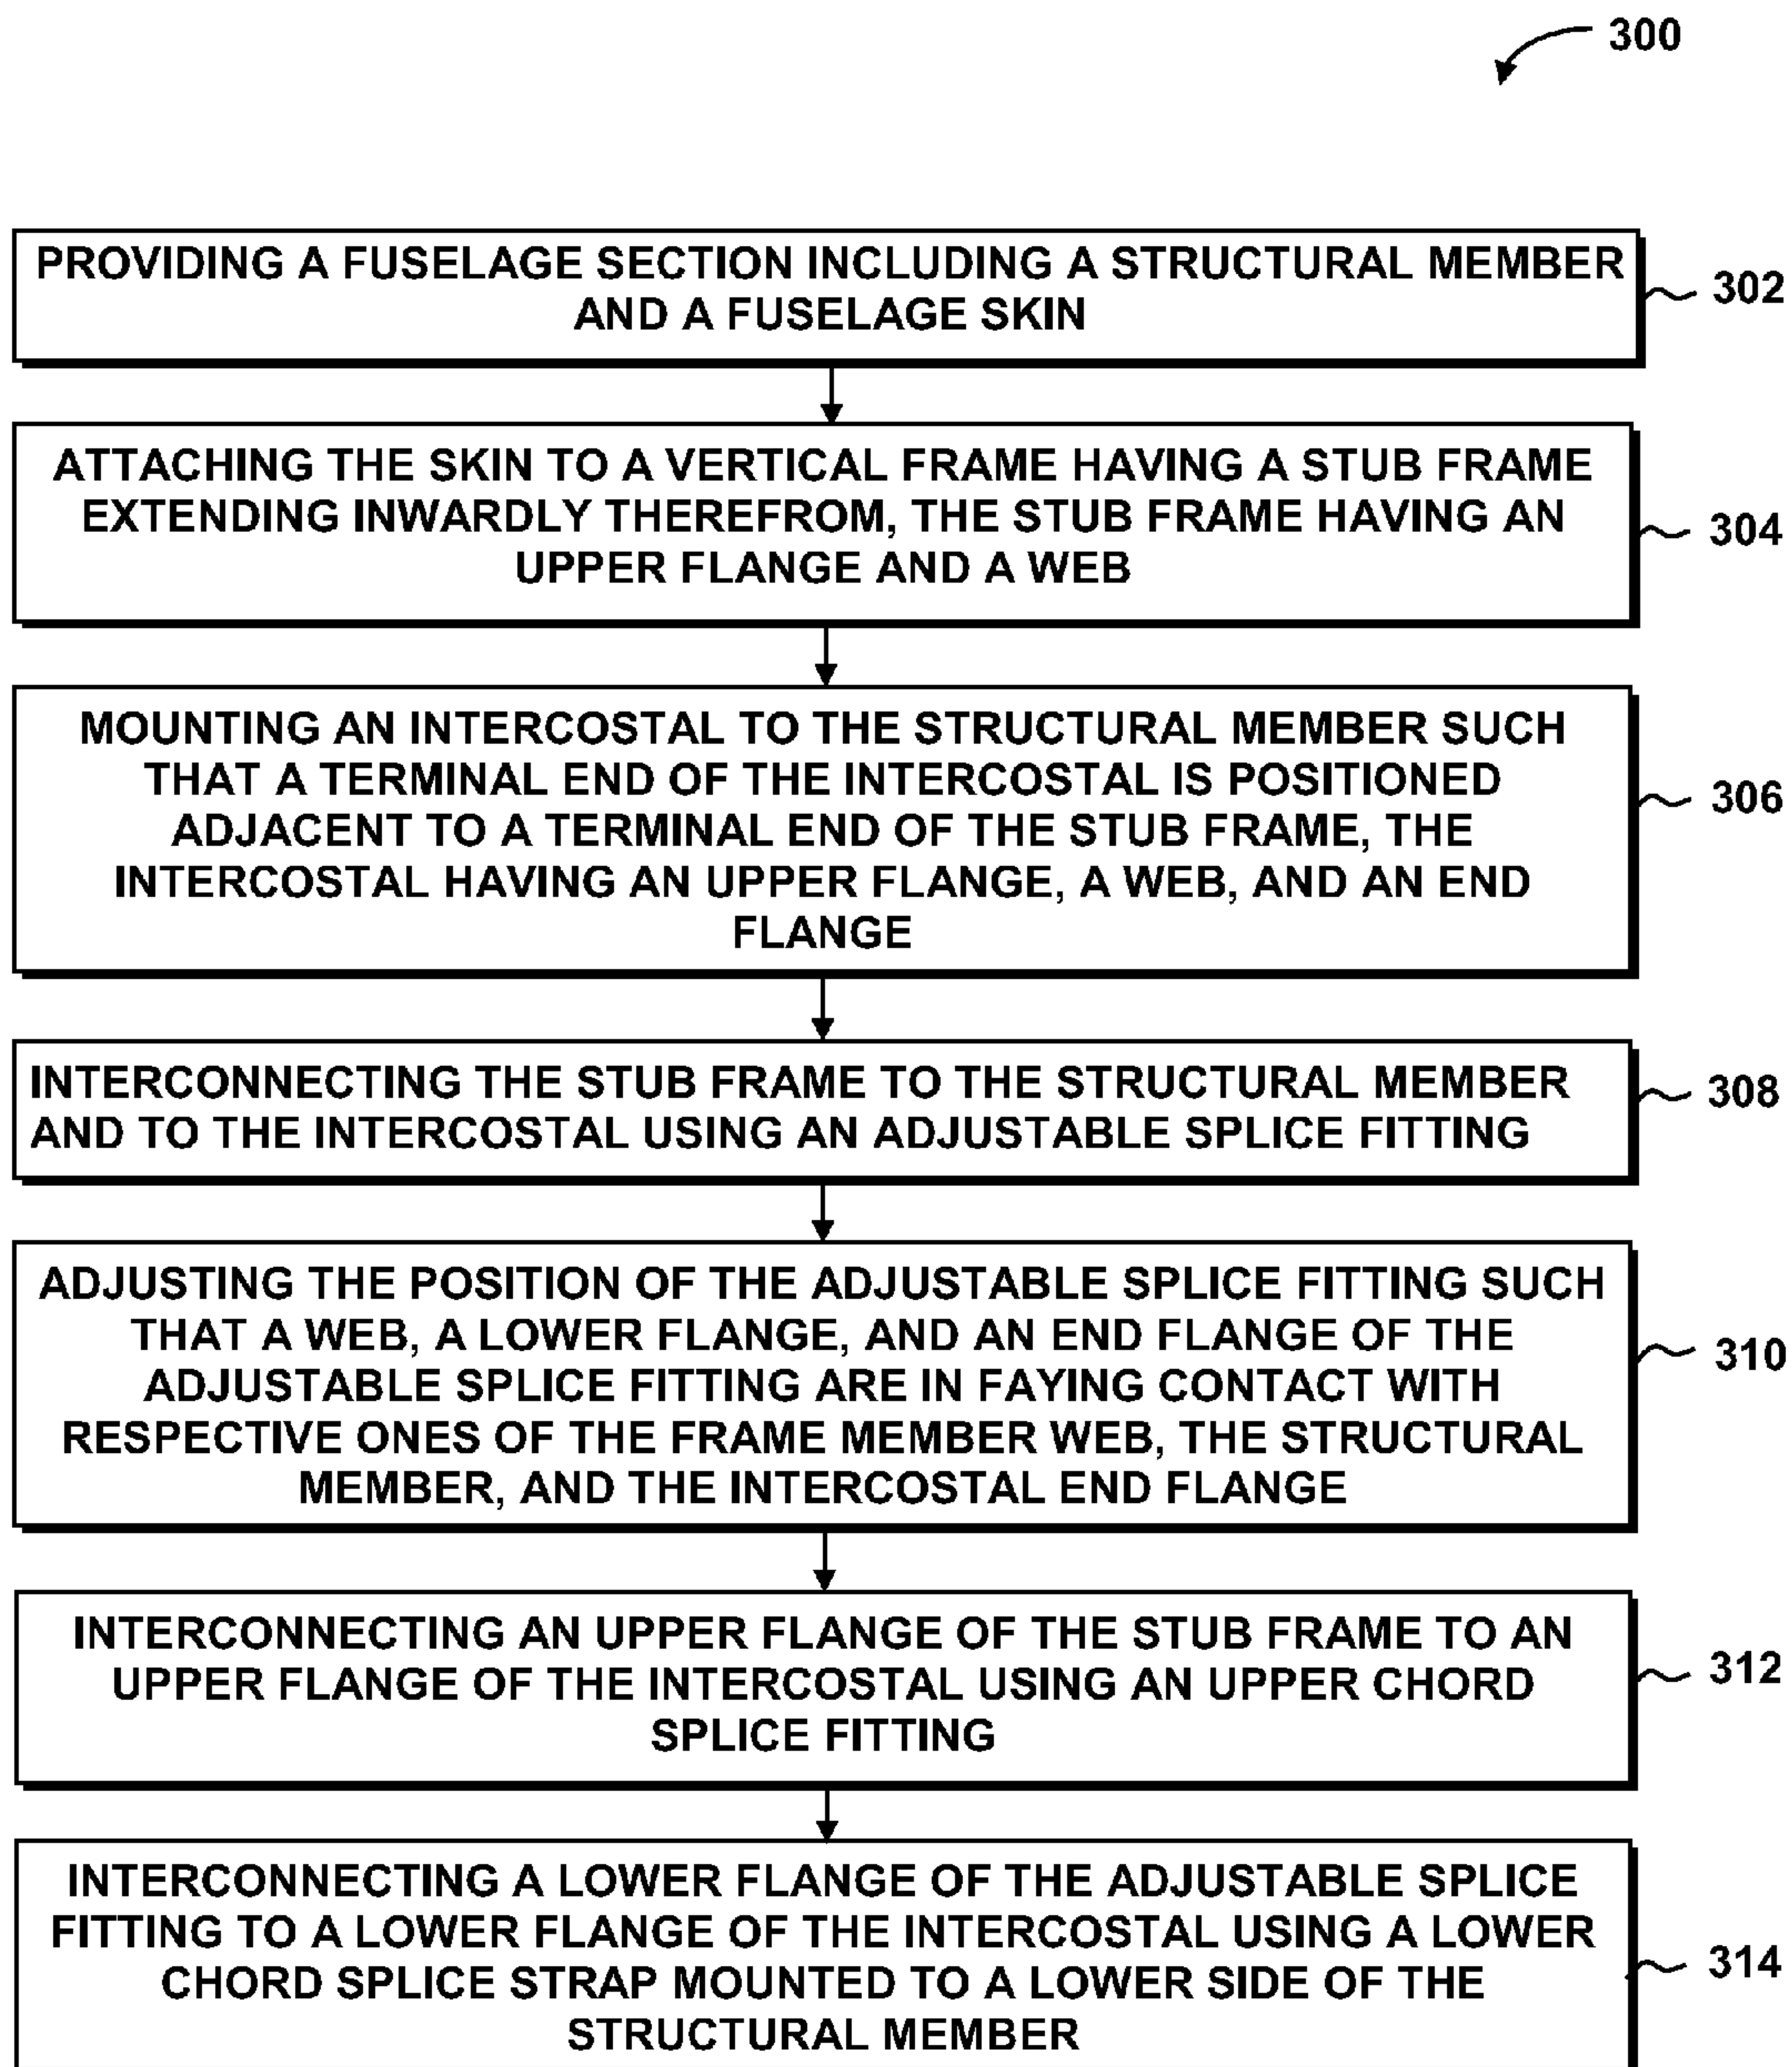 300
PROVIDING A FUSELAGE SECTION INCLUDING A STRUCTURAL MEMBER
AND A FUSELAGE SKIN
302
ATTACHING THE SKIN TO A VERTICAL FRAME HAVING A STUB FRAME
EXTENDING INWARDLY THEREFROM, THE STUB FRAME HAVING AN
UPPER FLANGE AND A WEB
304
MOUNTING AN INTERCOSTAL TO THE STRUCTURAL MEMBER SUCH
THAT A TERMINAL END OF THE INTERCOSTAL IS POSITIONED
ADJACENT TO A TERMINAL END OF THE STUB FRAME, THE
INTERCOSTAL HAVING AN UPPER FLANGE, A WEB, AND AN END
FLANGE
306
INTERCONNECTING THE STUB FRAME TO THE STRUCTURAL MEMBER
AND TO THE INTERCOSTAL USING AN ADJUSTABLE SPLICE FITTING
308
ADJUSTING THE POSITION OF THE ADJUSTABLE SPLICE FITTING SUCH
THAT A WEB, A LOWER FLANGE, AND AN END FLANGE OF THE
ADJUSTABLE SPLICE FITTING ARE IN FAYING CONTACT WITH
RESPECTIVE ONES OF THE FRAME MEMBER WEB, THE STRUCTURAL
MEMBER, AND THE INTERCOSTAL END FLANGE
310
INTERCONNECTING AN UPPER FLANGE OF THE STUB FRAME TO AN
UPPER FLANGE OF THE INTERCOSTAL USING AN UPPER CHORD
SPLICE FITTING
312
INTERCONNECTING A LOWER FLANGE OF THE ADJUSTABLE SPLICE
FITTING TO A LOWER FLANGE OF THE INTERCOSTAL USING A LOWER
CHORD SPLICE STRAP MOUNTED TO A LOWER SIDE OF THE
STRUCTURAL MEMBER
314